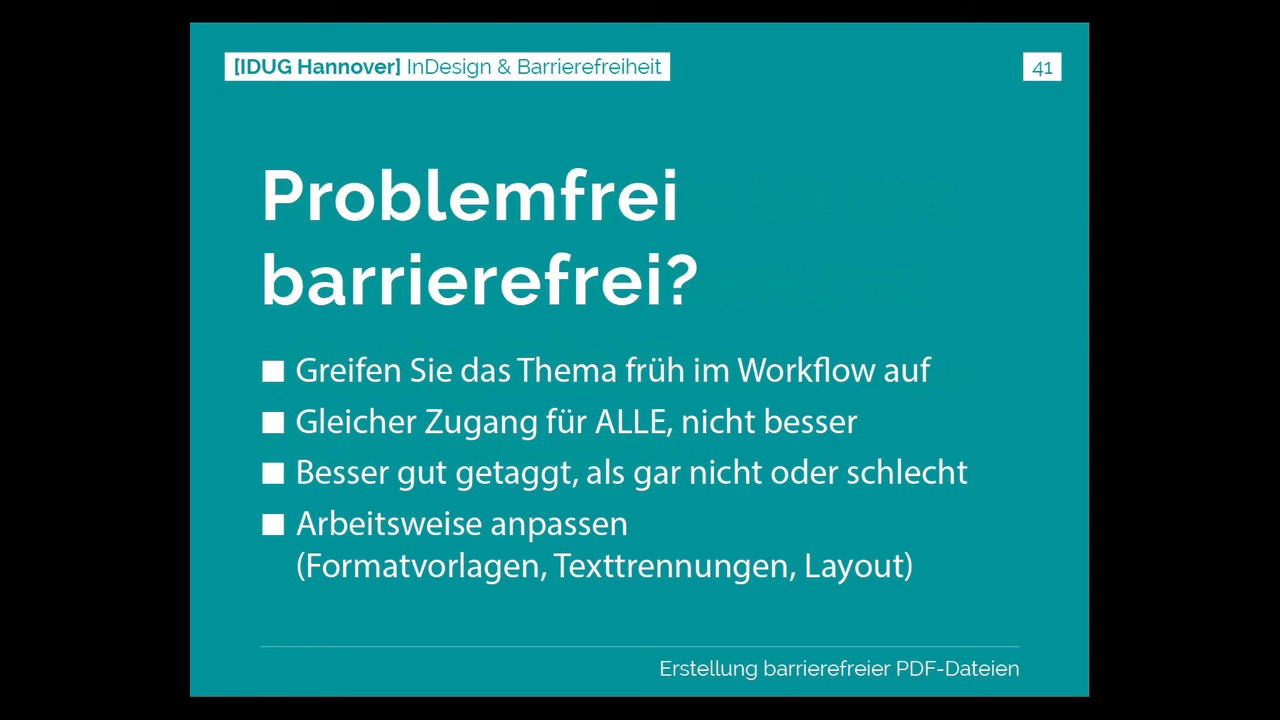 [IDUG Hannover] InDesign & Barrierefreiheit
41
Problemfrei
barrierefrei?
Greifen Sie das Thema früh im Workflow auf
Gleicher Zugang für ALLE, nicht besser
Besser gut getaggt, als gar nicht oder schlecht
Arbeitsweise anpassen
(Formatvorlagen, Texttrennungen, Layout)
Erstellung barrierefreier PDF-Dateien